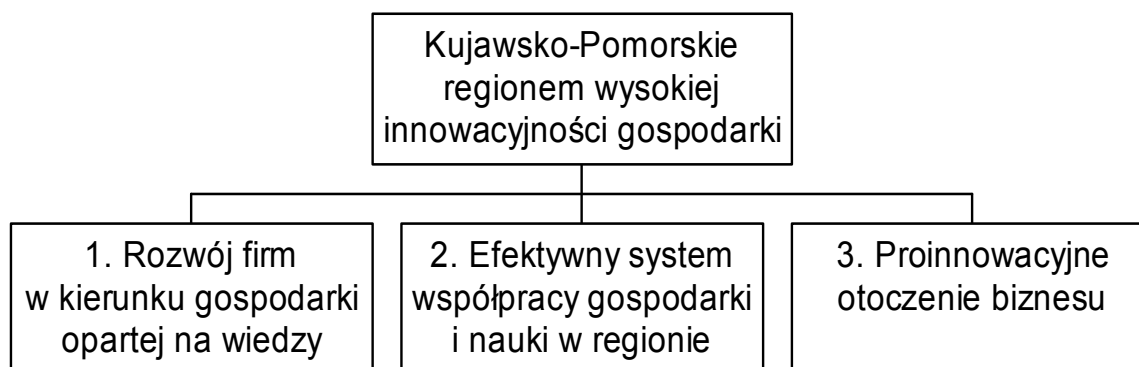 Kujawsko-Pomorskie
regionem wysokiej
innowacyjności gospodarki
1. Rozwój firm
w kierunku gospodarki
opartej na wiedzy
2. Efektywny system
współpracy gospodarki
i nauki w regionie
3. Proinnowacyjne
otoczenie biznesu